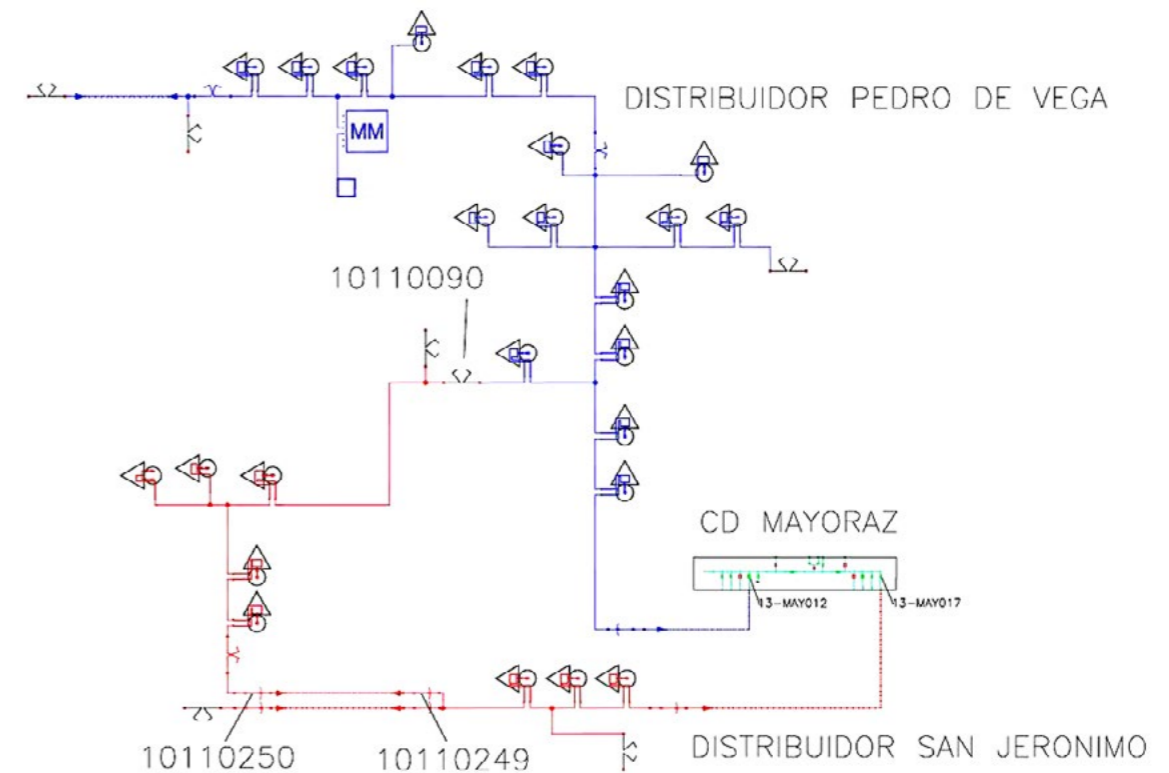 DISTRIBUIDOR PEDRO DE VEGA
MM
10110090
CD MAYORAZ
13-MAY012
13-MAY017
10110250
10110249
DISTRIBUIDOR SAN JERONIMO